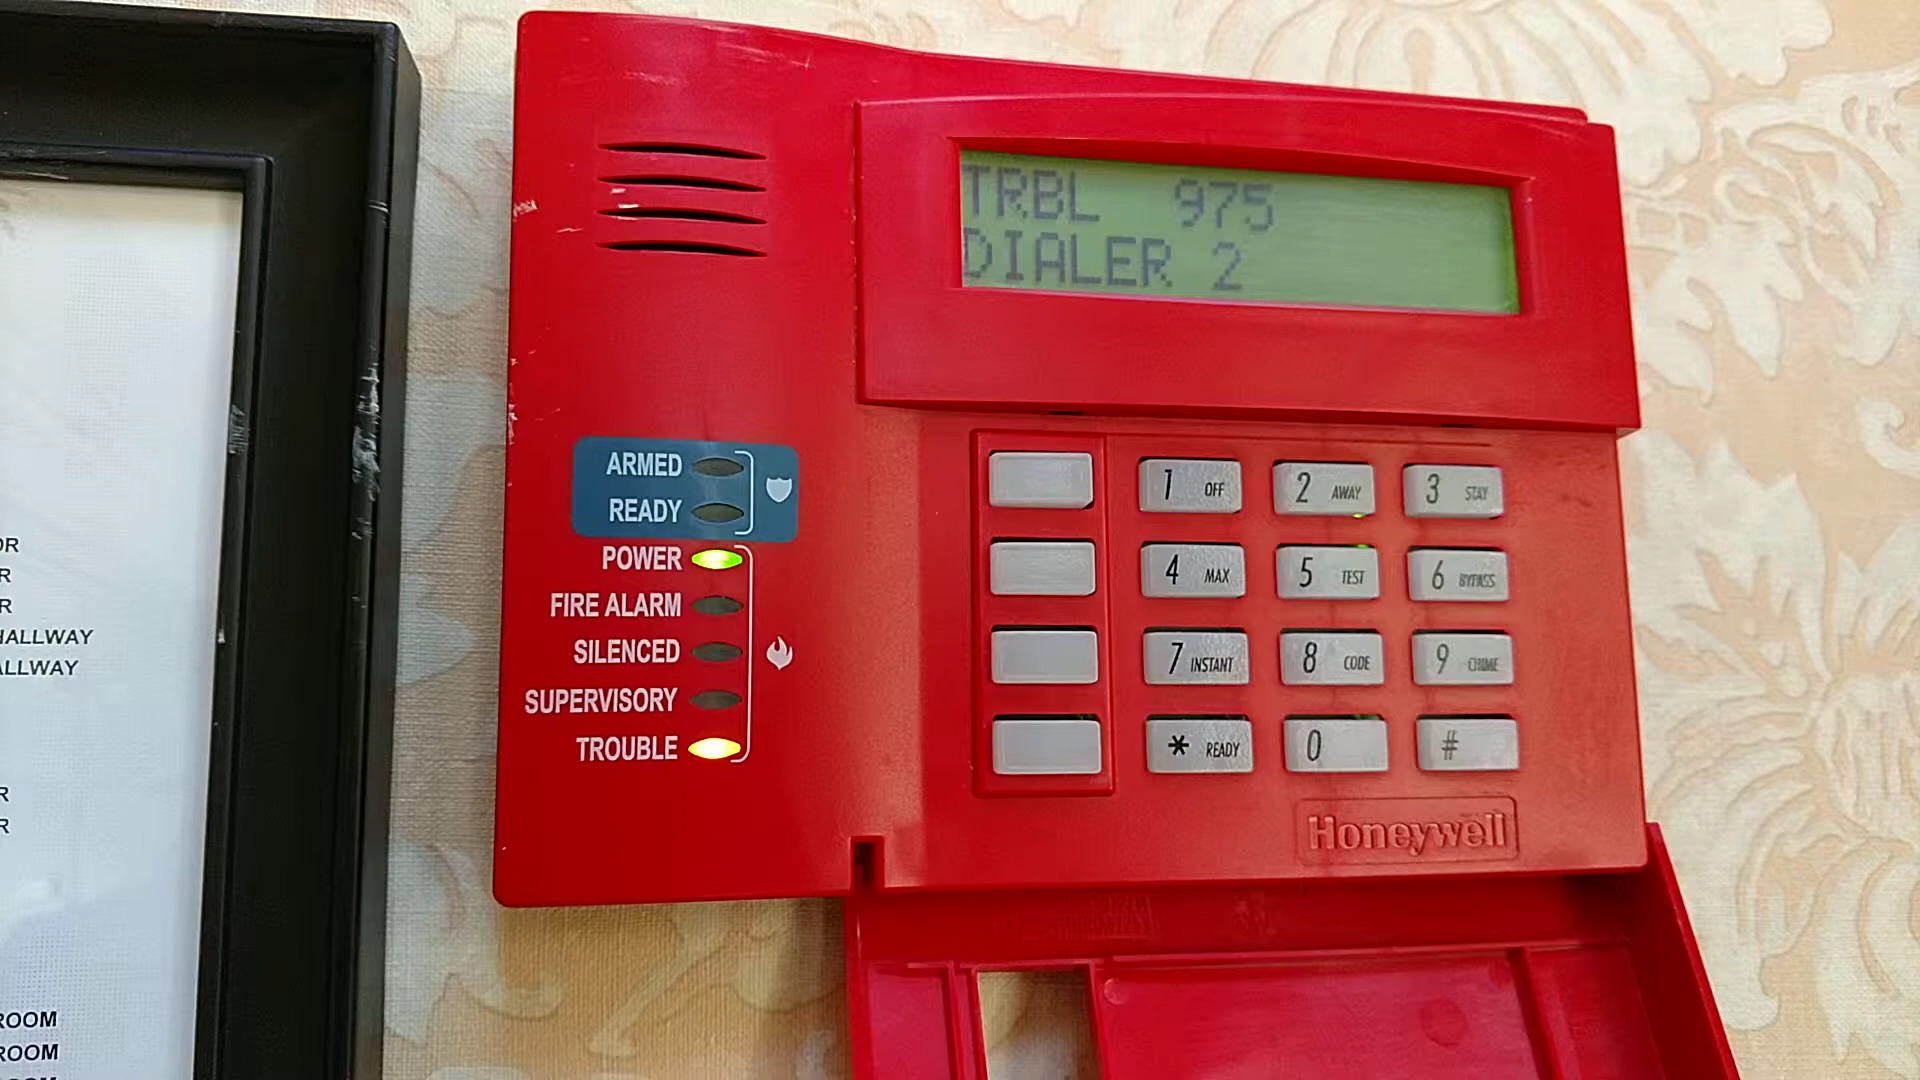 TRBL 975
DIALER 2
ARMED
READY
POWER
FIRE ALARM
SILENCED
SUPERVISORY
TROUBLE
1 OFF
2 AWAY
3 STAY
4 MAX
5 TEST
6 BYPASS
7 INSTANT
8 CODE
9 CHIME
* READY
0
#
Honeywell
OR
R
R
HALLWAY
ALLWAY
R
R
ROOM
ROOM